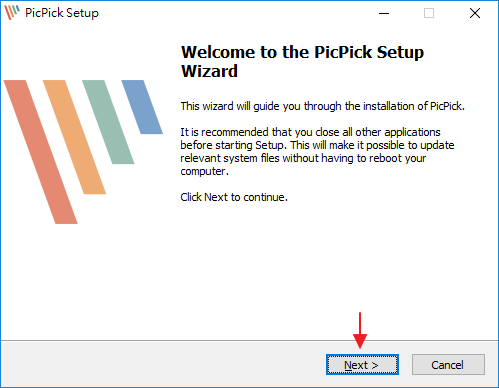 PicPick Setup
Welcome to the PicPick Setup
Wizard
This wizard will guide you through the installation of PicPick.
It is recommended that you close all other applications
before starting Setup. This will make it possible to update
relevant system files without having to reboot your
computer.
Click Next to continue.
Next >
Cancel